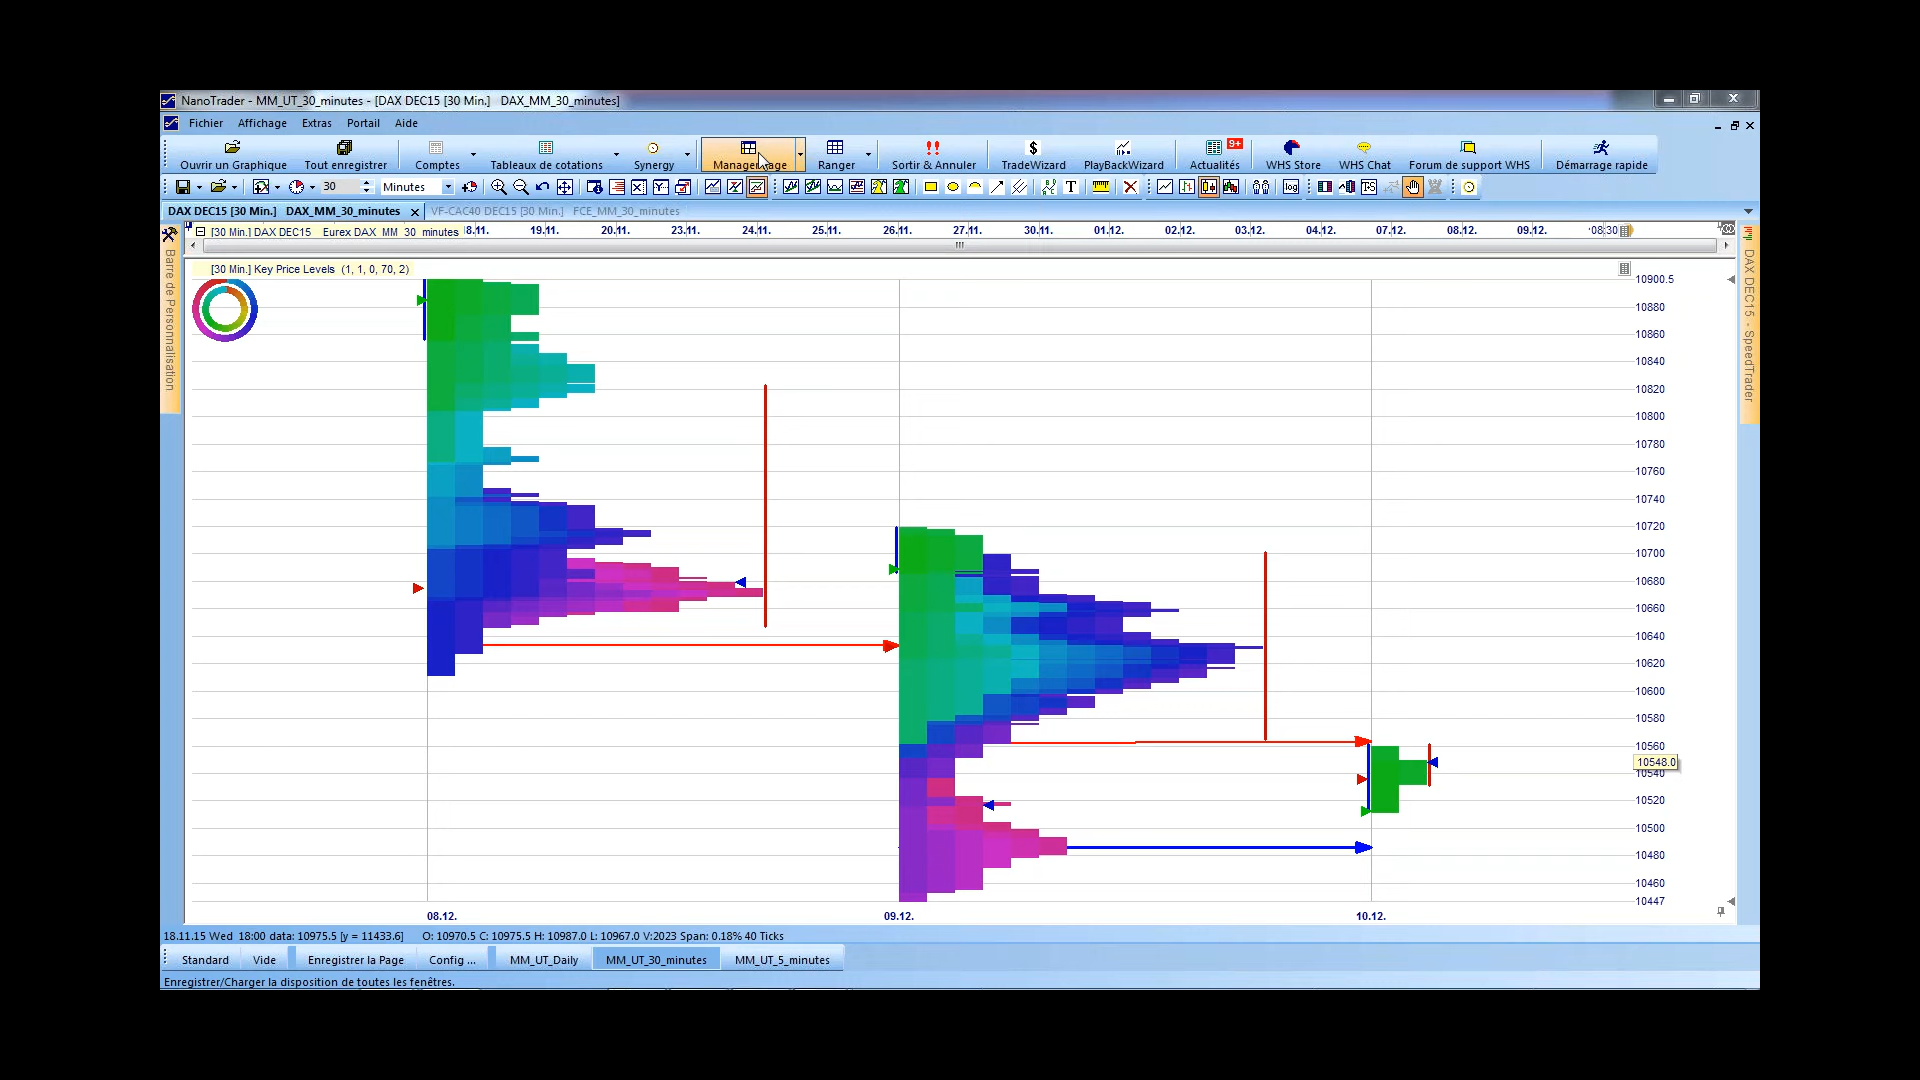 NanoTrader - MM_UT_30_minutes - [DAX DEC15 [30 Min.]   DAX_MM_30_minutes]
Fichier Affichage Extras Portail Aide
Ouvrir un Graphique Tout enregistrer Comptes Tableaux de cotations Synergy Ranger Sortir & Annuler TradeWizard PlayBackWizard Actualités 9+ WHS Store WHS Chat Forum de support WHS Démarrage rapide
30 Minutes T log
DAX DEC15 [30 Min.]   DAX_MM_30_minutes VF-CAC40 DEC15 [30 Min.]   FCE_MM_30_minutes
[30 Min.] DAX DEC15   Eurex DAX_MM_30_minutes 8.11. 19.11. 20.11. 23.11. 24.11. 25.11. 26.11. 27.11. 30.11. 01.12. 02.12. 03.12. 04.12. 07.12. 08.12. 09.12. 08:30
Barre de Personnalisation
DAX DEC15 - SpeedTrader
[30 Min.] Key Price Levels  (1, 1, 0, 70, 2)
10900.5
10880
10860
10840
10820
10800
10780
10760
10740
10720
10700
10680
10660
10640
10620
10600
10580
10560
10548.0
10540
10520
10500
10480
10460
10447
08.12. 09.12. 10.12.
18.11.15 Wed  18:00 data: 10975.5 [y = 11433.6]   O: 10970.5 C: 10975.5 H: 10987.0 L: 10967.0 V:2023 Span: 0.18% 40 Ticks
Standard Vide Enregistrer la Page Config ... MM_UT_Daily MM_UT_30_minutes MM_UT_5_minutes
Enregistrer/Charger la disposition de toutes les fenêtres.